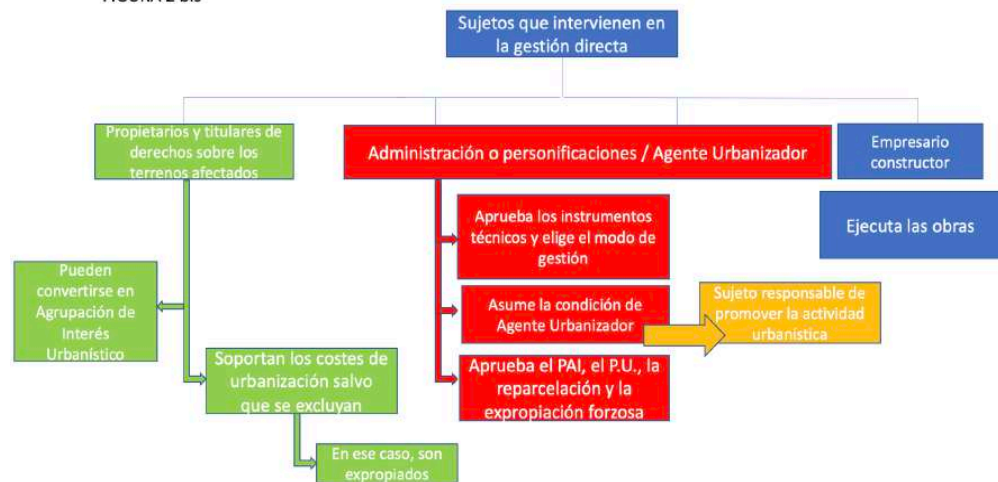 FIGURA 2 bis
Sujetos que intervienen en
la gestión directa
Propietarios y titulares de
derechos sobre los
terrenos afectados
Administración o personificaciones / Agente Urbanizador
Empresario
constructor
Aprueba los instrumentos
técnicos y elige el modo de
gestión
Ejecuta las obras
Pueden
convertirse en
Agrupación de
Interés
Urbanístico
Asume la condición de
Agente Urbanizador
Sujeto responsable de
promover la actividad
urbanística
Soportan los costes de
urbanización salvo
que se excluyan
Aprueba el PAI, el P.U., la
reparcelación y la
expropiación forzosa
En ese caso, son
expropiados